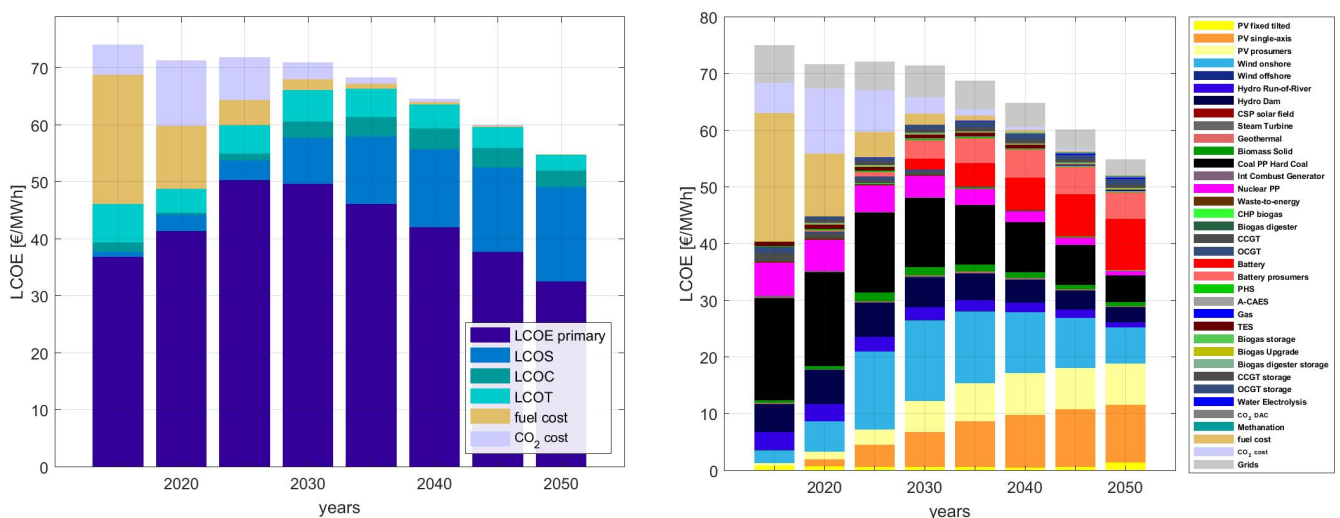 LCOE [€/MWh]
70
60
50
40
30
20
10
0
2020
2030
2040
2050
years
LCOE primary
LCOS
LCOC
LCOT
fuel cost
CO2 cost
LCOE [€/MWh]
80
70
60
50
40
30
20
10
0
2020
2030
2040
2050
years
PV fixed tilted
PV single-axis
PV prosumers
Wind onshore
Wind offshore
Hydro Run-of-River
Hydro Dam
CSP solar field
Steam Turbine
Geothermal
Biomass Solid
Coal PP Hard Coal
Int Combust Generator
Nuclear PP
Waste-to-energy
CHP biogas
Biogas digester
CCGT
OCGT
Battery
Battery prosumers
PHS
A-CAES
Gas
TES
Biogas storage
Biogas Upgrade
Biogas digester storage
CCGT storage
OCGT storage
Water Electrolysis
CO2 DAC
Methanation
fuel cost
CO2 cost
Grids